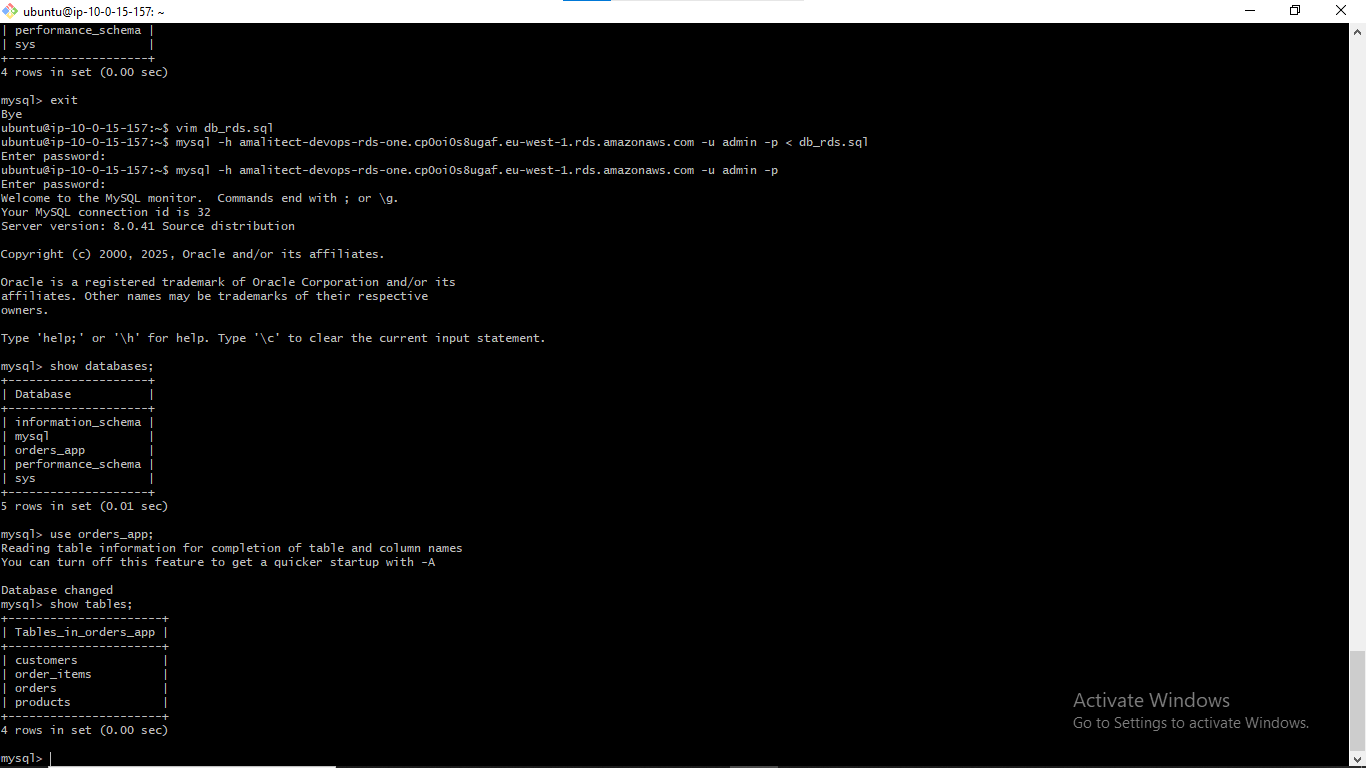 ubuntu@ip-10-0-15-157: ~
| performance_schema |
| sys                |
+--------------------+
4 rows in set (0.00 sec)

mysql> exit
Bye
ubuntu@ip-10-0-15-157:~$ vim db_rds.sql
ubuntu@ip-10-0-15-157:~$ mysql -h amalitect-devops-rds-one.cp0oi0s8ugaf.eu-west-1.rds.amazonaws.com -u admin -p < db_rds.sql
Enter password:
ubuntu@ip-10-0-15-157:~$ mysql -h amalitect-devops-rds-one.cp0oi0s8ugaf.eu-west-1.rds.amazonaws.com -u admin -p
Enter password:
Welcome to the MySQL monitor.  Commands end with ; or \g.
Your MySQL connection id is 32
Server version: 8.0.41 Source distribution

Copyright (c) 2000, 2025, Oracle and/or its affiliates.

Oracle is a registered trademark of Oracle Corporation and/or its
affiliates. Other names may be trademarks of their respective
owners.

Type 'help;' or '\h' for help. Type '\c' to clear the current input statement.

mysql> show databases;
+--------------------+
| Database           |
+--------------------+
| information_schema |
| mysql              |
| orders_app         |
| performance_schema |
| sys                |
+--------------------+
5 rows in set (0.01 sec)

mysql> use orders_app;
Reading table information for completion of table and column names
You can turn off this feature to get a quicker startup with -A

Database changed
mysql> show tables;
+----------------------+
| Tables_in_orders_app |
+----------------------+
| customers            |
| order_items          |
| orders               |
| products             |
+----------------------+
4 rows in set (0.00 sec)

mysql>
Activate Windows
Go to Settings to activate Windows.